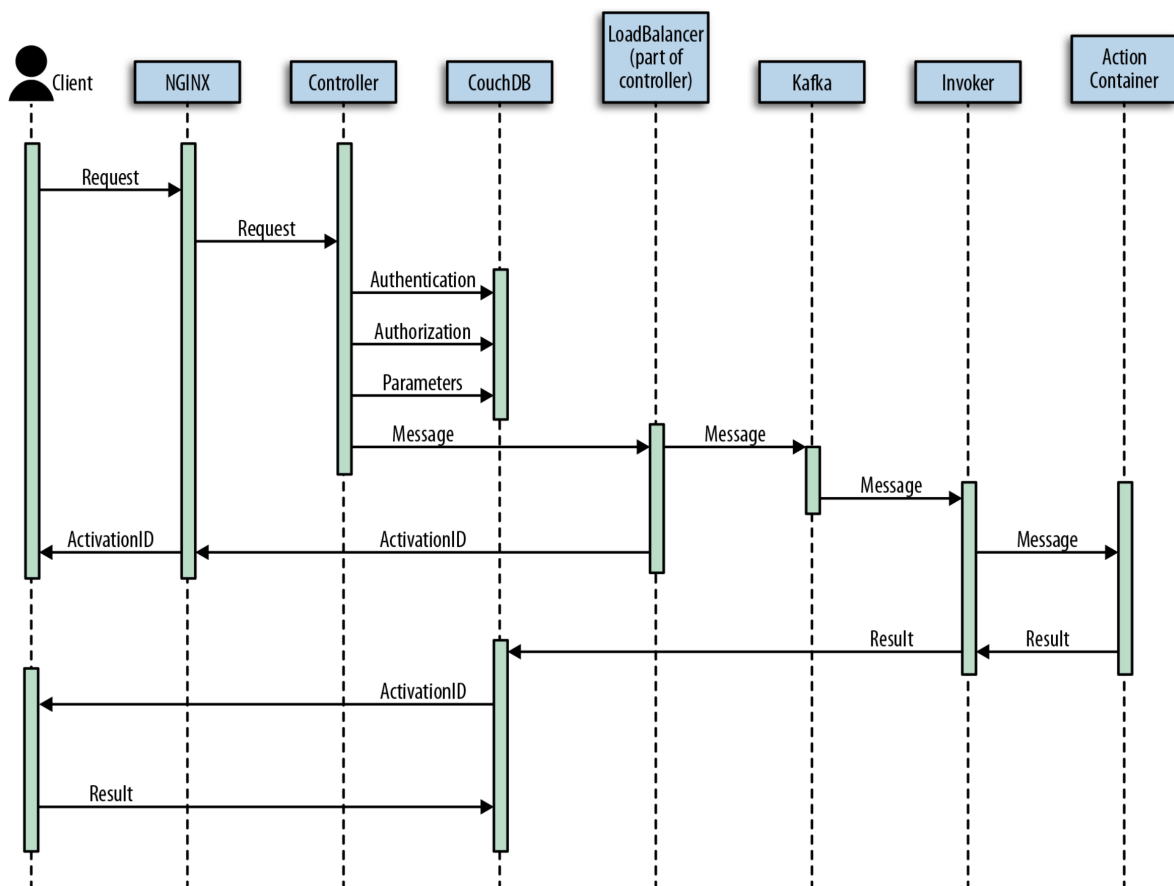 Client
NGINX
Controller
CouchDB
LoadBalancer
(part of
controller)
Kafka
Invoker
Action
Container
Request
Request
Authentication
Authorization
Parameters
Message
Message
Message
ActivationID
ActivationID
Message
Result
Result
ActivationID
Result